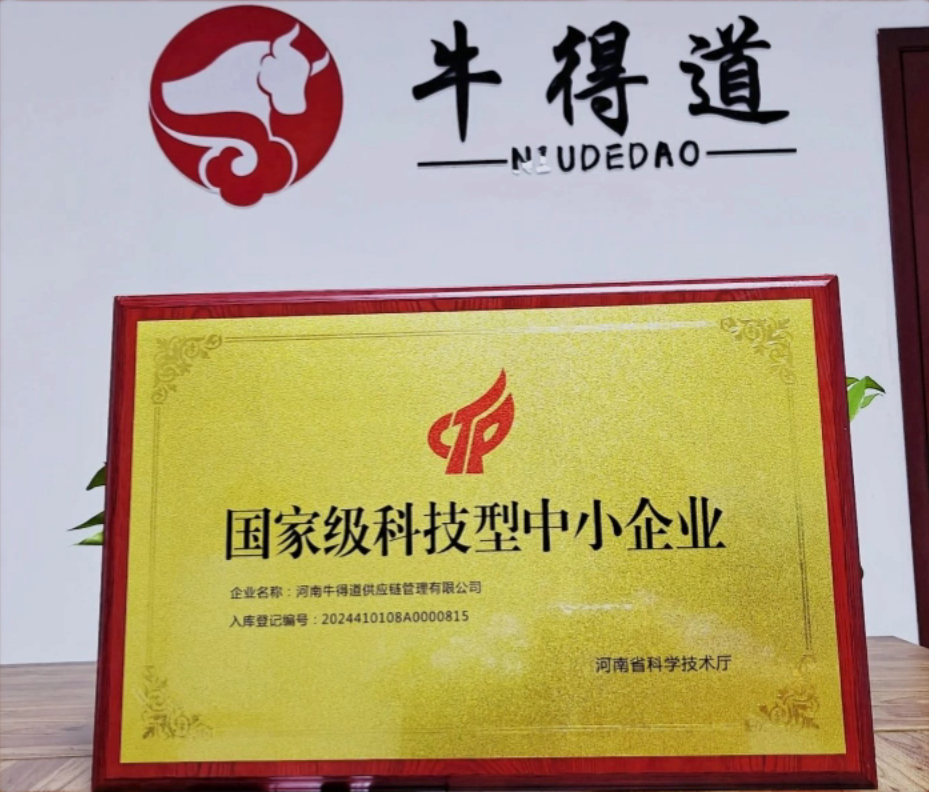 牛得道
NIUDEDAO
国家级科技型中小企业
企业名称：河南牛得道供应链管理有限公司
入库登记编号：2024410108A0000815
河南省科学技术厅